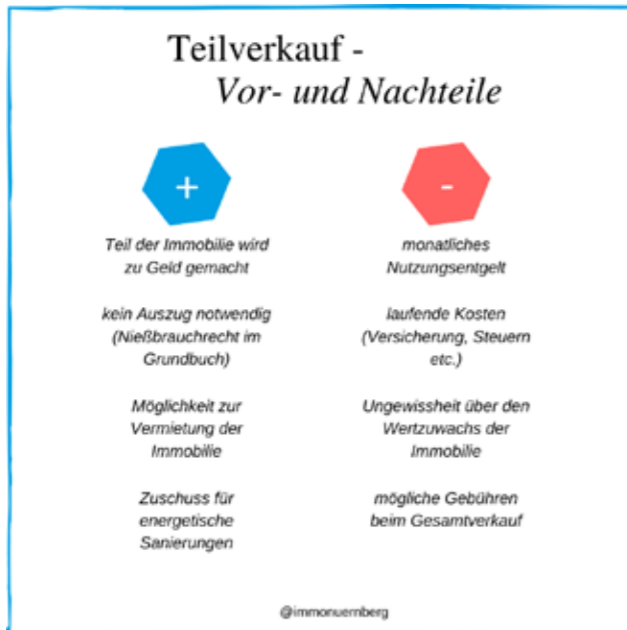 Teilverkauf -
Vor- und Nachteile
+
Teil der Immobilie wird
zu Geld gemacht
kein Auszug notwendig
(Nießbrauchrecht im
Grundbuch)
Möglichkeit zur
Vermietung der
Immobilie
Zuschuss für
energetische
Sanierungen
-
monatliches
Nutzungsentgelt
laufende Kosten
(Versicherung, Steuern
etc.)
Ungewissheit über den
Wertzuwachs der
Immobilie
mögliche Gebühren
beim Gesamtverkauf
@immonuernberg